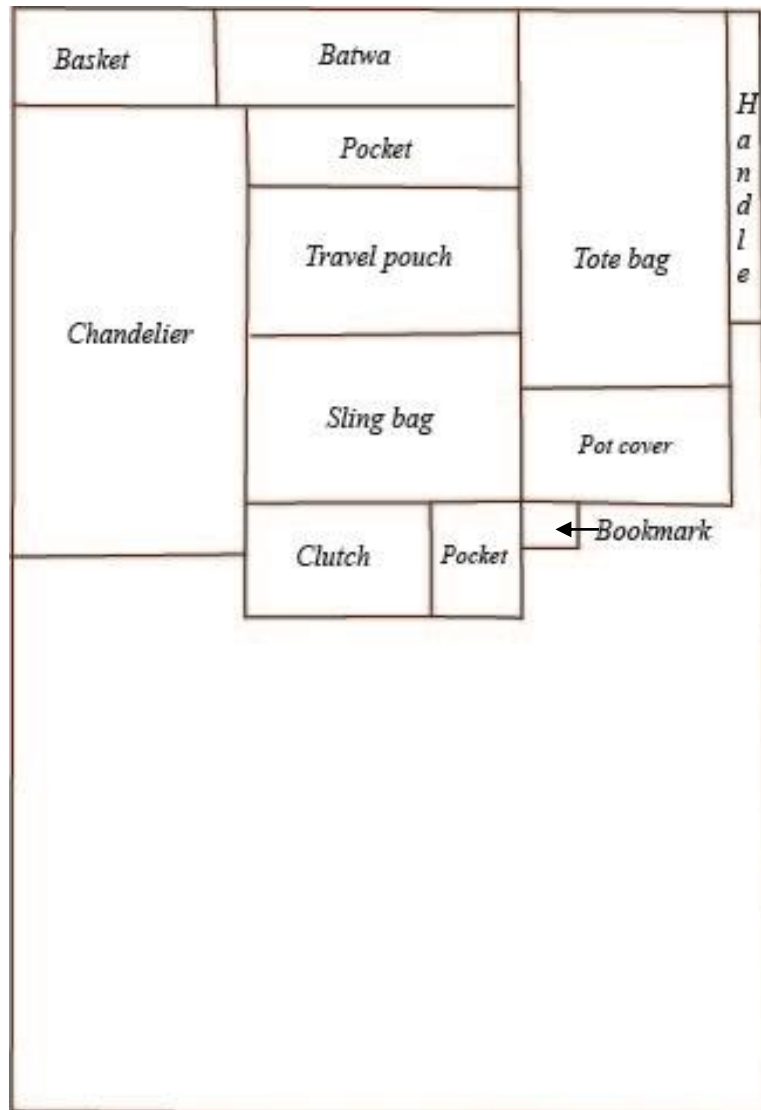 Basket
Batwa
Handle
Pocket
Travel pouch
Tote bag
Chandelier
Sling bag
Pot cover
Bookmark
Clutch
Pocket